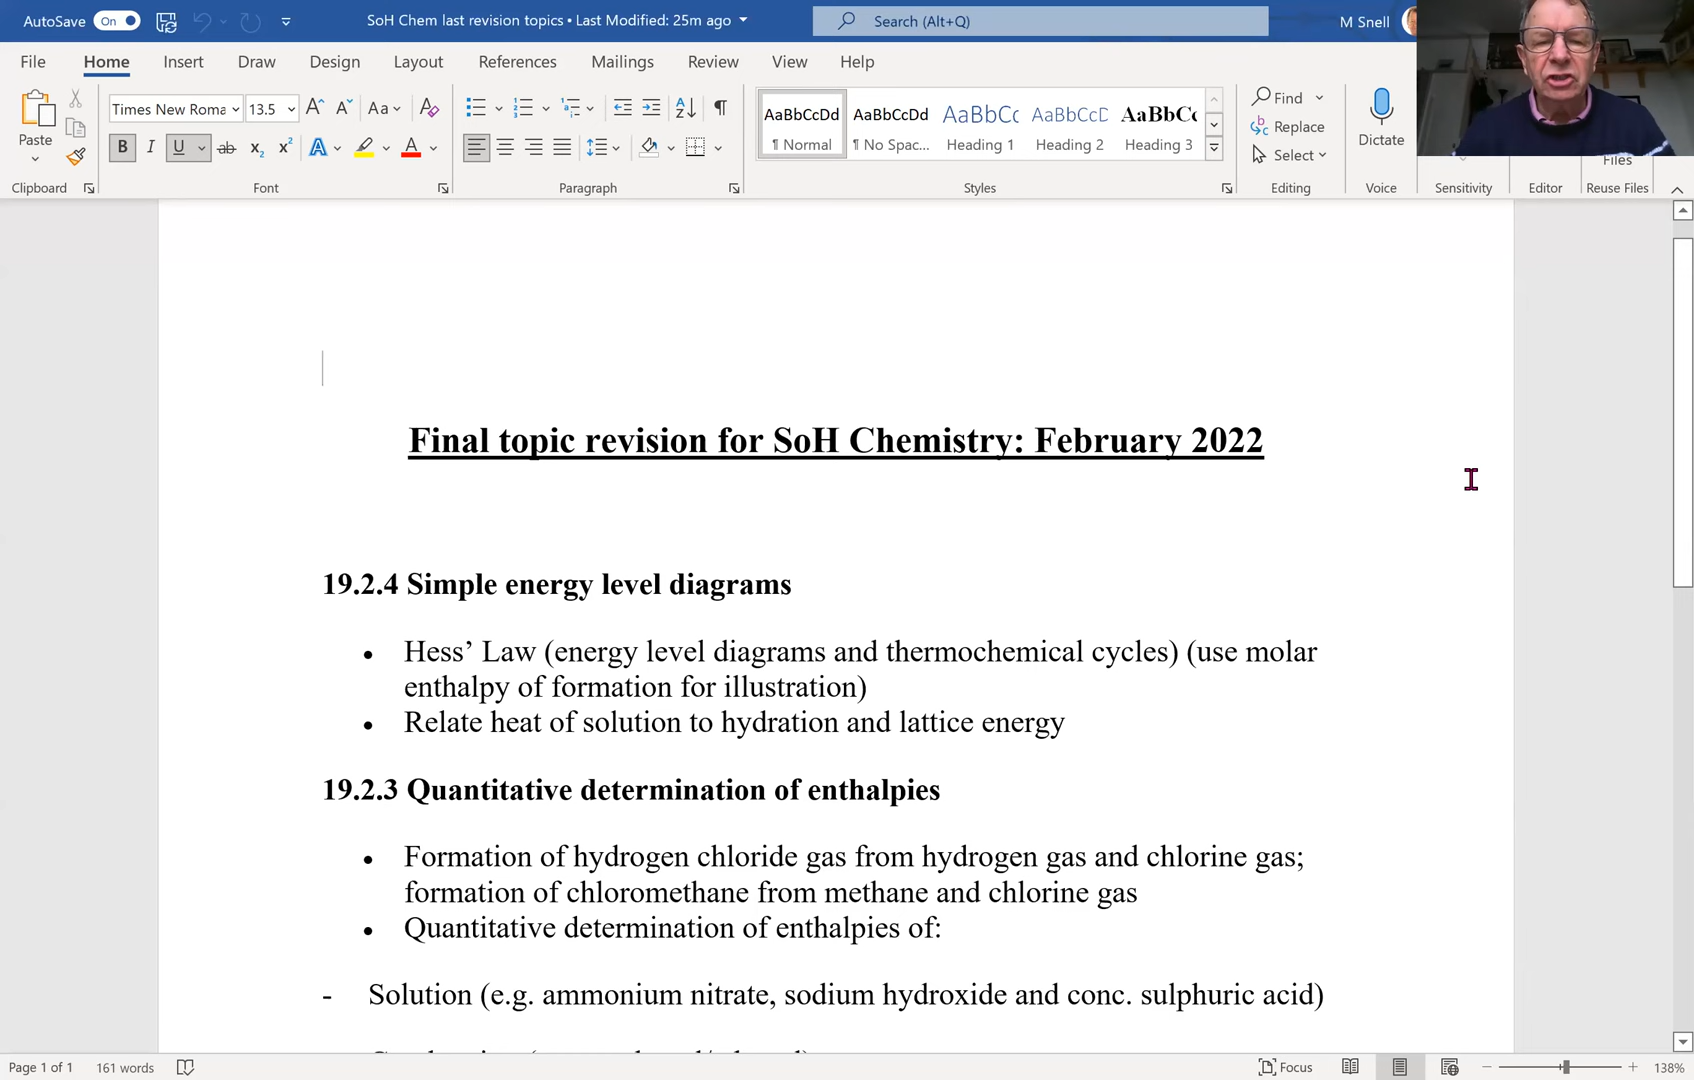 AutoSave On SoH Chem last revision topics • Last Modified: 25m ago Search (Alt+Q) M Snell
File Home Insert Draw Design Layout References Mailings Review View Help
Paste
Times New Roma 13.5
Aa
B I U ab x₂ x² A A
AaBbCcDd AaBbCcDd AaBbCc AaBbCcD AaBbCc
¶ Normal ¶ No Spac... Heading 1 Heading 2 Heading 3
Find
Replace
Select
Dictate
Files
Clipboard Font Paragraph Styles Editing Voice Sensitivity Editor Reuse Files
Final topic revision for SoH Chemistry: February 2022
19.2.4 Simple energy level diagrams
• Hess’ Law (energy level diagrams and thermochemical cycles) (use molar
enthalpy of formation for illustration)
• Relate heat of solution to hydration and lattice energy
19.2.3 Quantitative determination of enthalpies
• Formation of hydrogen chloride gas from hydrogen gas and chlorine gas;
formation of chloromethane from methane and chlorine gas
• Quantitative determination of enthalpies of:
- Solution (e.g. ammonium nitrate, sodium hydroxide and conc. sulphuric acid)
Page 1 of 1 161 words Focus 138%